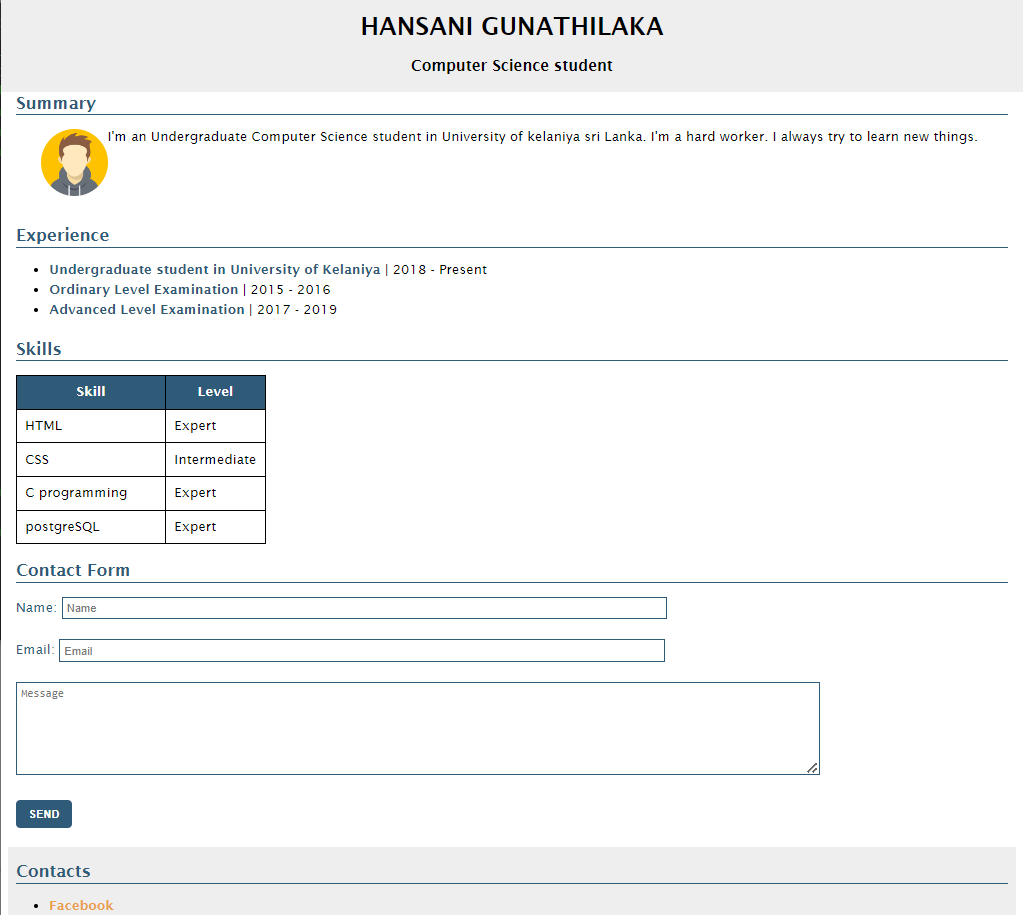 HANSANI GUNATHILAKA
Computer Science student
Summary
I'm an Undergraduate Computer Science student in University of kelaniya sri Lanka. I'm a hard worker. I always try to learn new things.
Experience
• Undergraduate student in University of Kelaniya | 2018 - Present
• Ordinary Level Examination | 2015 - 2016
• Advanced Level Examination | 2017 - 2019
Skills
Skill Level
HTML Expert
CSS Intermediate
C programming Expert
postgreSQL Expert
Contact Form
Name: Name
Email: Email
Message
SEND
Contacts
• Facebook